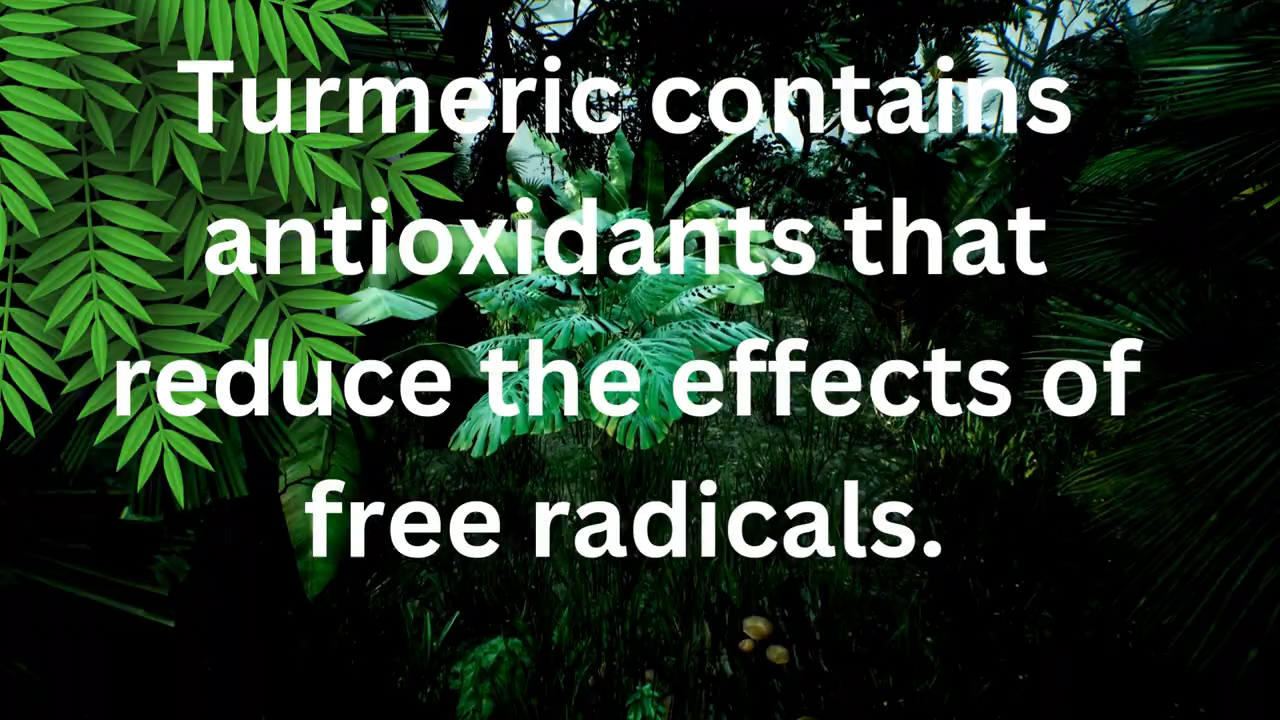 Turmeric contains
antioxidants that
reduce the effects of
free radicals.